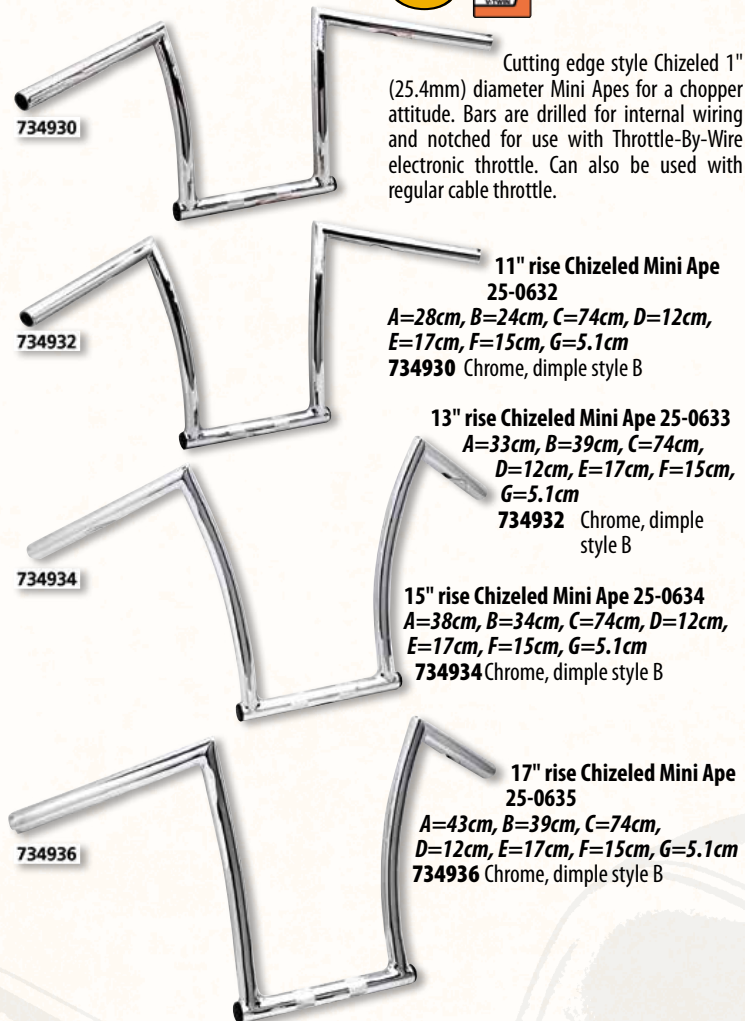 734930
Cutting edge style Chizeled 1"
(25.4mm) diameter Mini Apes for a chopper
attitude. Bars are drilled for internal wiring
and notched for use with Throttle-By-Wire
electronic throttle. Can also be used with
regular cable throttle.
734932
11" rise Chizeled Mini Ape
25-0632
A=28cm, B=24cm, C=74cm, D=12cm,
E=17cm, F=15cm, G=5.1cm
734930 Chrome, dimple style B
13" rise Chizeled Mini Ape 25-0633
A=33cm, B=39cm, C=74cm,
D=12cm, E=17cm, F=15cm,
G=5.1cm
734932 Chrome, dimple
style B
734934
15" rise Chizeled Mini Ape 25-0634
A=38cm, B=34cm, C=74cm, D=12cm,
E=17cm, F=15cm, G=5.1cm
734934 Chrome, dimple style B
734936
17" rise Chizeled Mini Ape
25-0635
A=43cm, B=39cm, C=74cm,
D=12cm, E=17cm, F=15cm, G=5.1cm
734936 Chrome, dimple style B